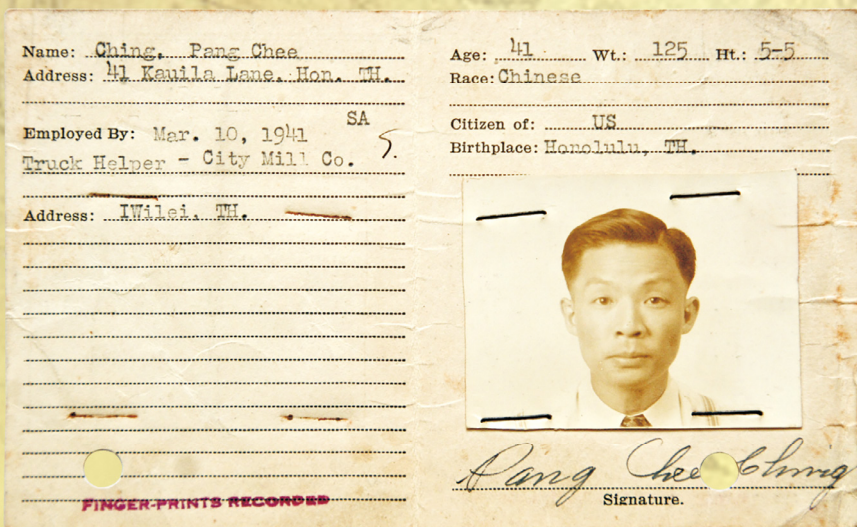 Name: Ching, Pang Chee
Address: 41 Kauila Lane, Hon. TH.
SA
Employed By: Mar. 10, 1941
Truck Helper - City Mill Co. 5.
Address: IWilei, TH.
FINGER-PRINTS RECORDED
Age: 41 Wt.: 125 Ht.: 5-5
Race: Chinese
Citizen of: US
Birthplace: Honolulu, TH.
Pang Chee Ching
Signature.